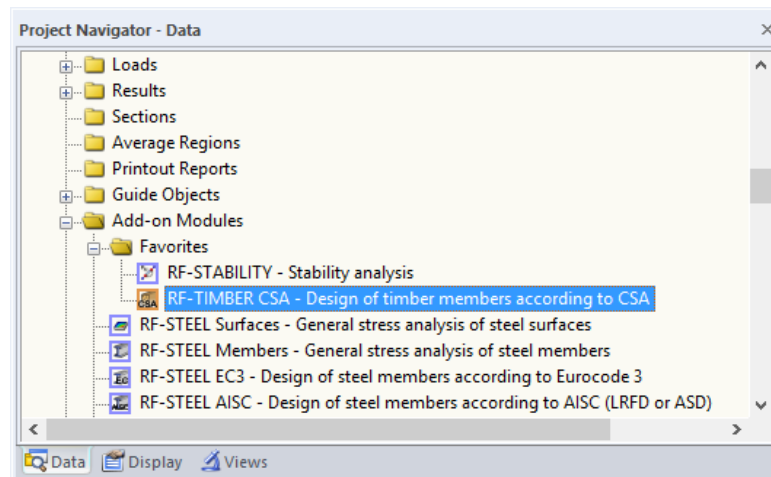 Project Navigator - Data
Loads
Results
Sections
Average Regions
Printout Reports
Guide Objects
Add-on Modules
Favorites
RF-STABILITY - Stability analysis
CSA RF-TIMBER CSA - Design of timber members according to CSA
RF-STEEL Surfaces - General stress analysis of steel surfaces
RF-STEEL Members - General stress analysis of steel members
EC RF-STEEL EC3 - Design of steel members according to Eurocode 3
AISC RF-STEEL AISC - Design of steel members according to AISC (LRFD or ASD)
Data Display Views